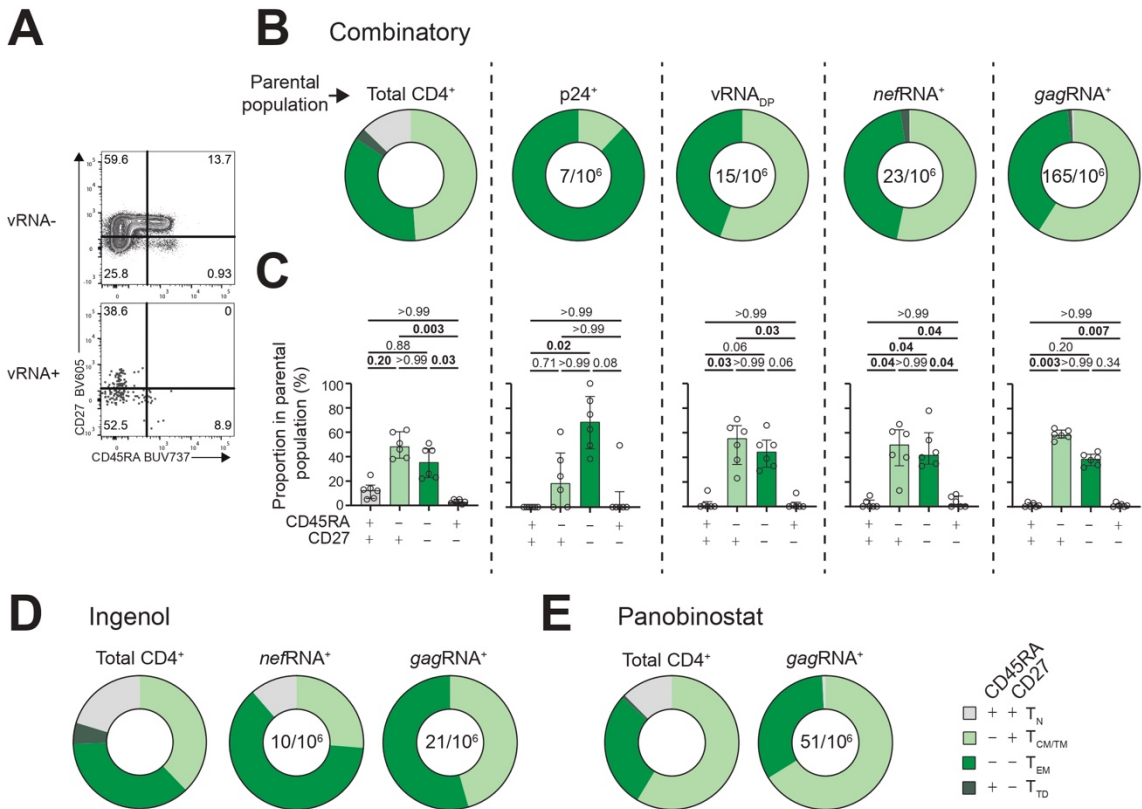 A
vRNA-
59.6
13.7
25.8
0.93
vRNA+
38.6
0
52.5
8.9
CD27 BV605
CD45RA BUV737
B Combinatory
Parental population
Total CD4⁺
p24⁺
vRNA_DP
nefRNA⁺
gagRNA⁺
7/10⁶
15/10⁶
23/10⁶
165/10⁶
C
>0.99 >0.99 >0.99 >0.99 >0.99
0.003 >0.99 0.03 0.04 0.007
0.88 0.02 0.06 0.04 0.20
0.20 >0.99 0.03 0.71 >0.99 0.08 0.03 >0.99 0.06 0.04 >0.99 0.04 0.003 >0.99 0.34
Proportion in parental population (%)
100
80
60
40
20
0
CD45RA + − − + + − − + + − − + + − − + + − − +
CD27 + + − − + + − − + + − − + + − − + + − −
D Ingenol
Total CD4⁺
nefRNA⁺
gagRNA⁺
10/10⁶
21/10⁶
E Panobinostat
Total CD4⁺
gagRNA⁺
51/10⁶
CD45RA
CD27
+ + T_N
− + T_CM/TM
− − T_EM
+ − T_TD